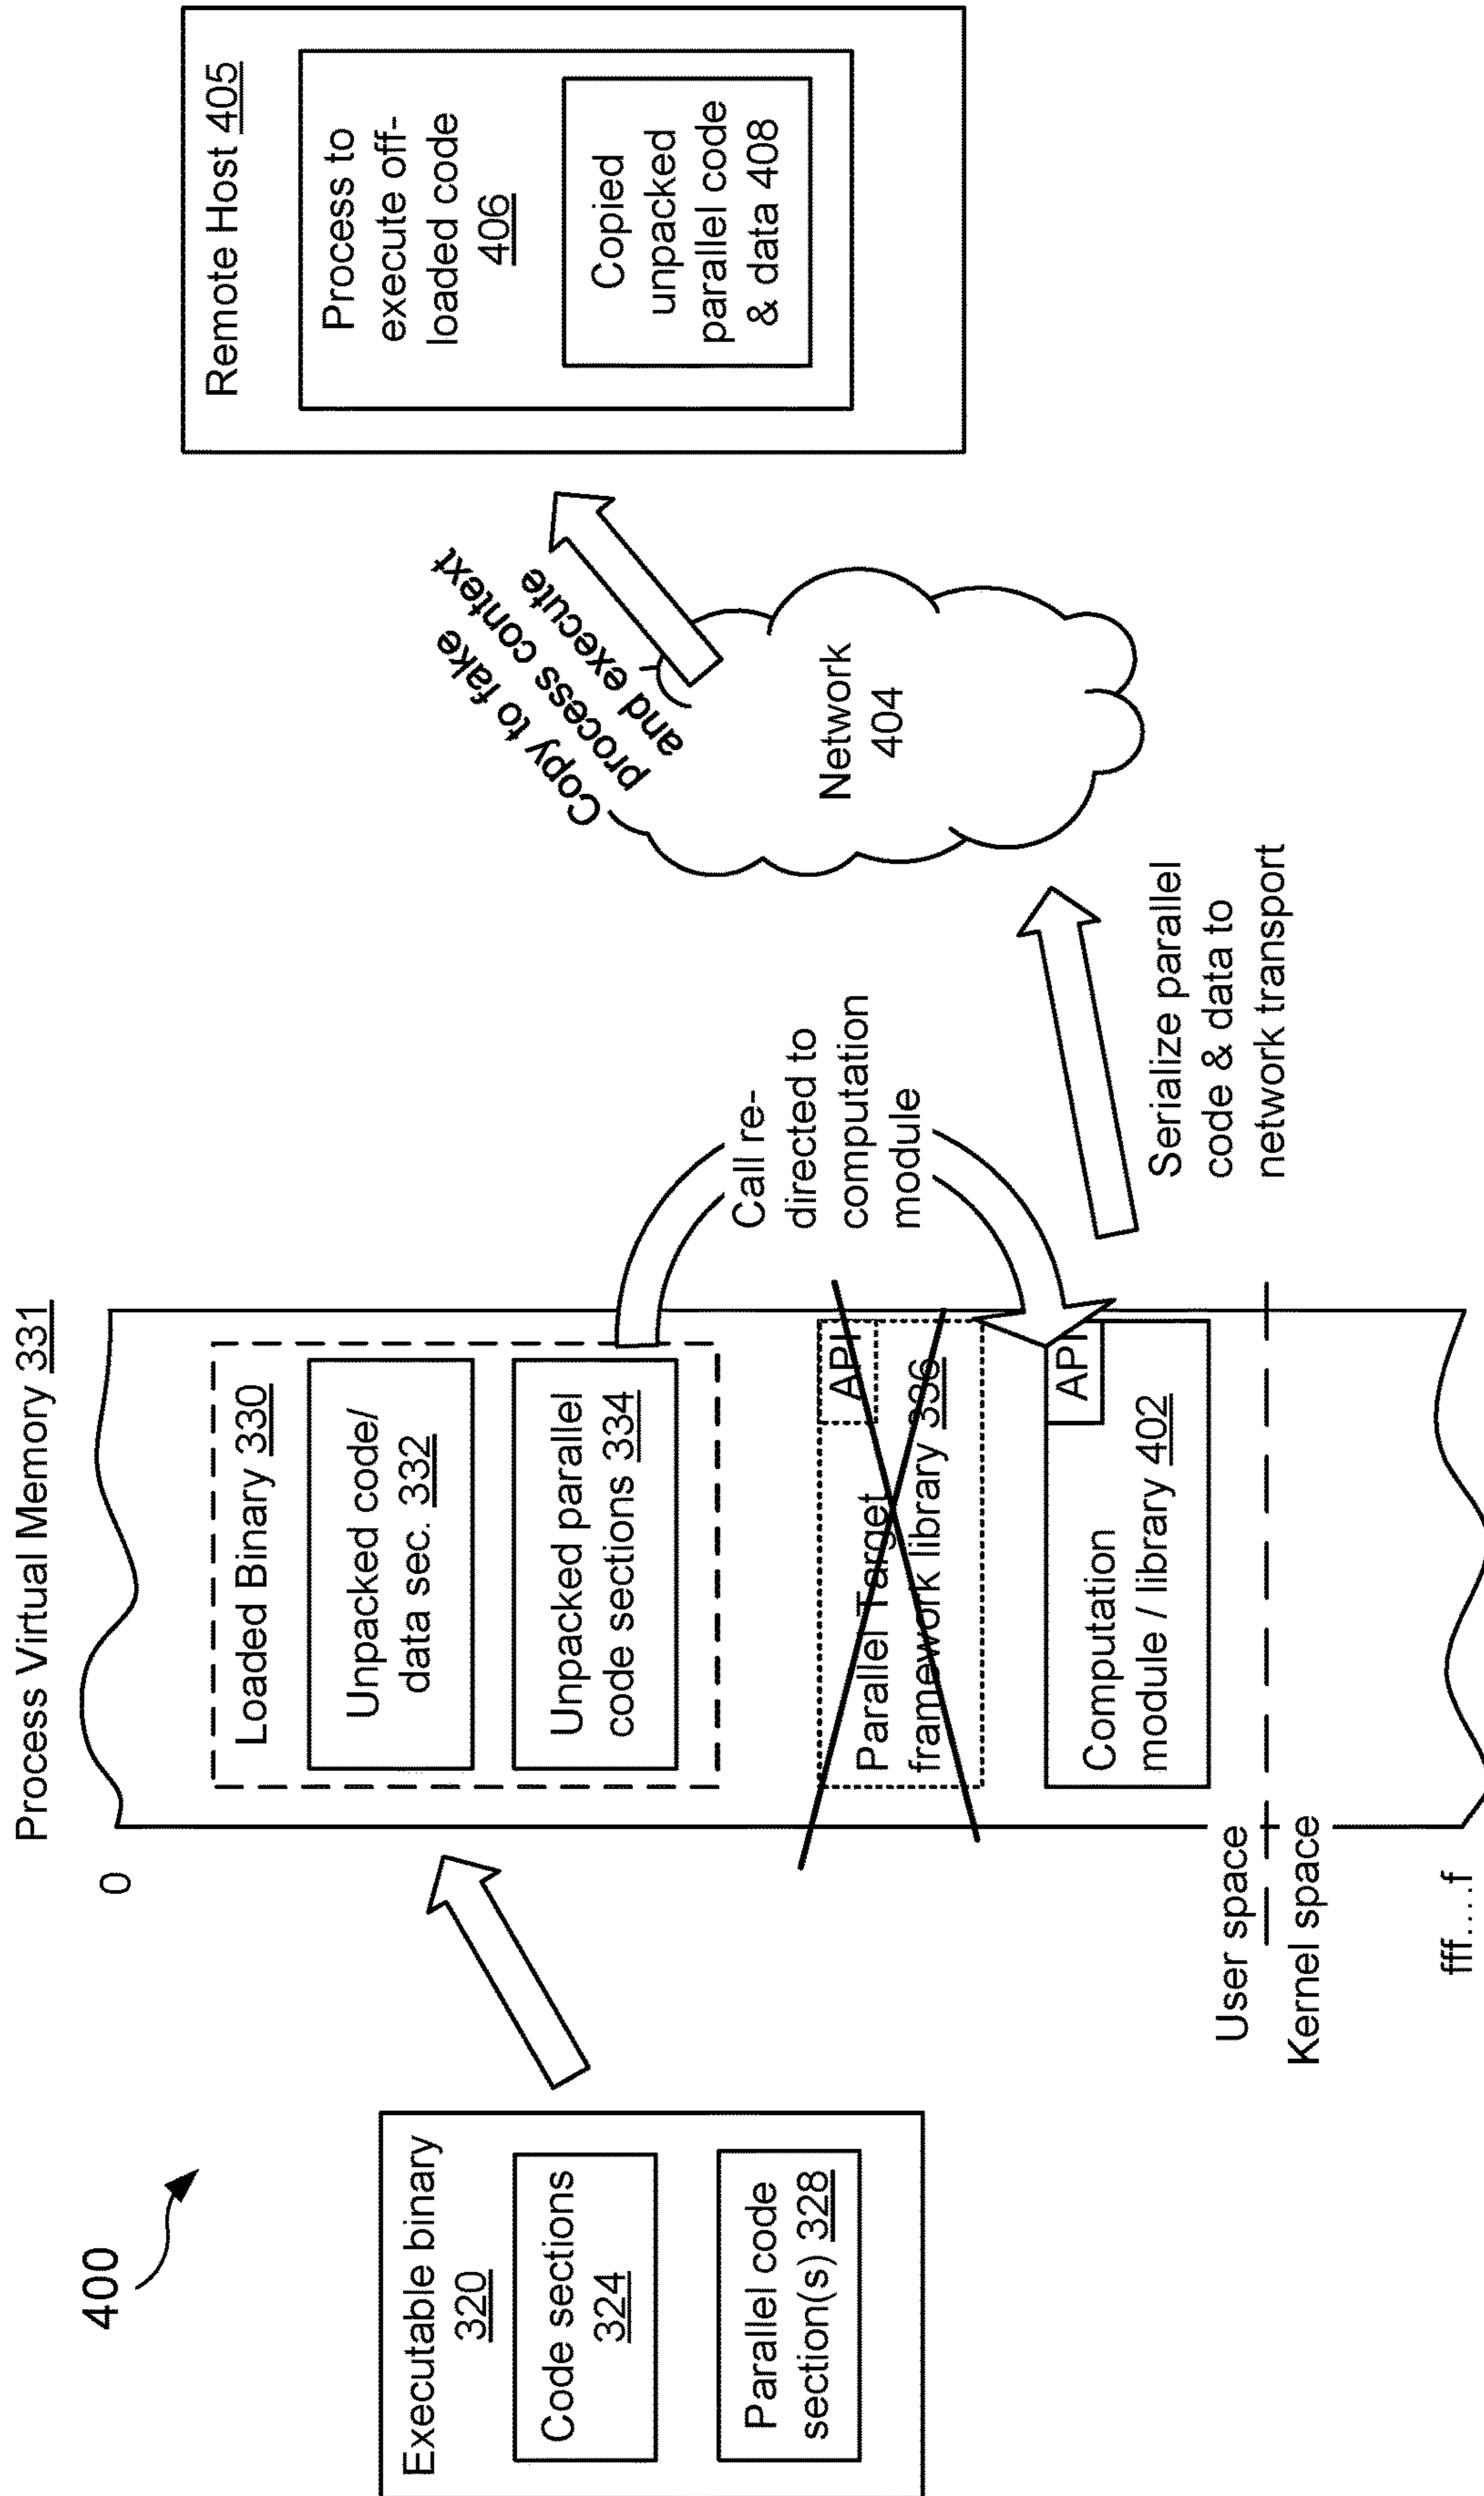 400
Executable binary
320
Code sections
324
Parallel code
section(s) 328
Process Virtual Memory 331
0
Loaded Binary 330
Unpacked code/
data sec. 332
Unpacked parallel
code sections 334
Parallel Target
framework library 336
API
Computation
module / library 402
API
User space
Kernel space
fff.....f
Call re-
directed to
computation
module
Serialize parallel
code & data to
network transport
Network
404
Copy to fake
process context
and execute
Remote Host 405
Process to
execute off-
loaded code
406
Copied
unpacked
parallel code
& data 408